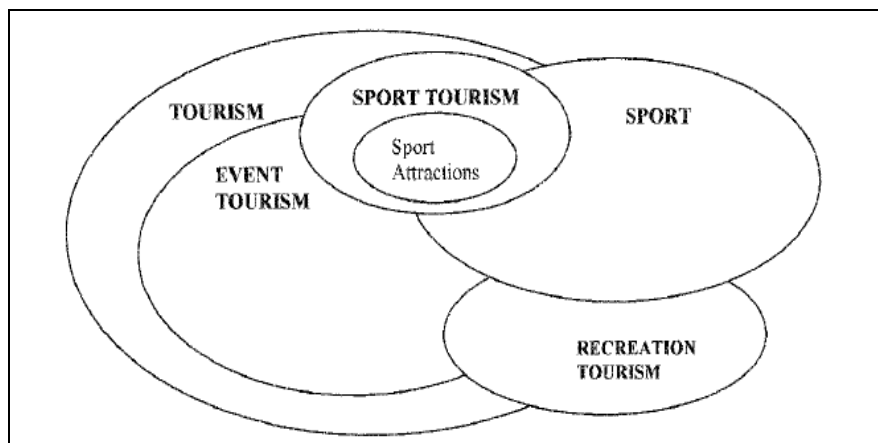 TOURISM
SPORT TOURISM
SPORT
Sport
Attractions
EVENT
TOURISM
RECREATION
TOURISM